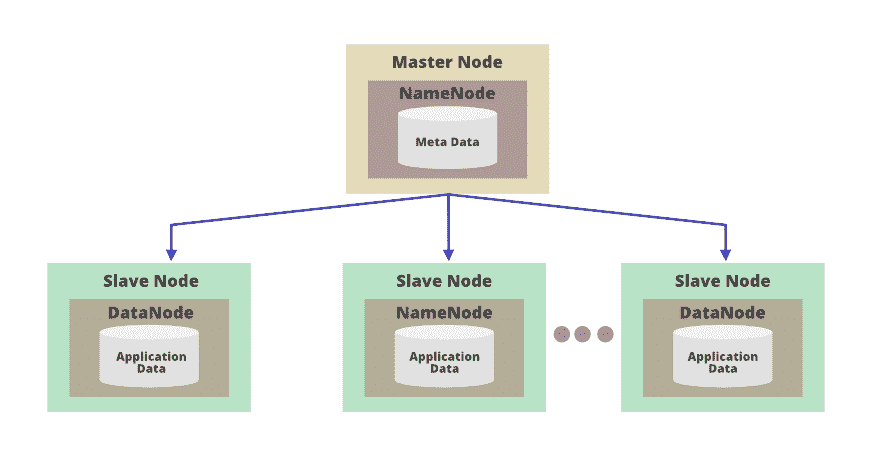 Master Node
NameNode
Meta Data
Slave Node
DataNode
Application
Data
Slave Node
NameNode
Application
Data
Slave Node
DataNode
Application
Data